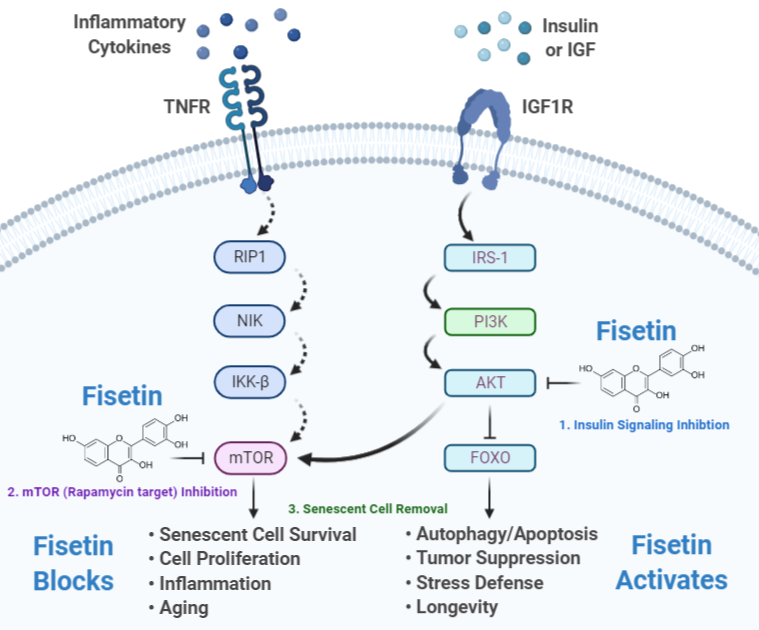 Inflammatory
Cytokines
Insulin
or IGF
TNFR
IGF1R
RIP1
IRS-1
NIK
PI3K
Fisetin
IKK-β
AKT
Fisetin
HO
O
OH
OH
OH
O
1. Insulin Signaling Inhibtion
HO
O
OH
OH
OH
O
mTOR
FOXO
2. mTOR (Rapamycin target) Inhibition
3. Senescent Cell Removal
Fisetin
Blocks
• Senescent Cell Survival
• Cell Proliferation
• Inflammation
• Aging
• Autophagy/Apoptosis
• Tumor Suppression
• Stress Defense
• Longevity
Fisetin
Activates